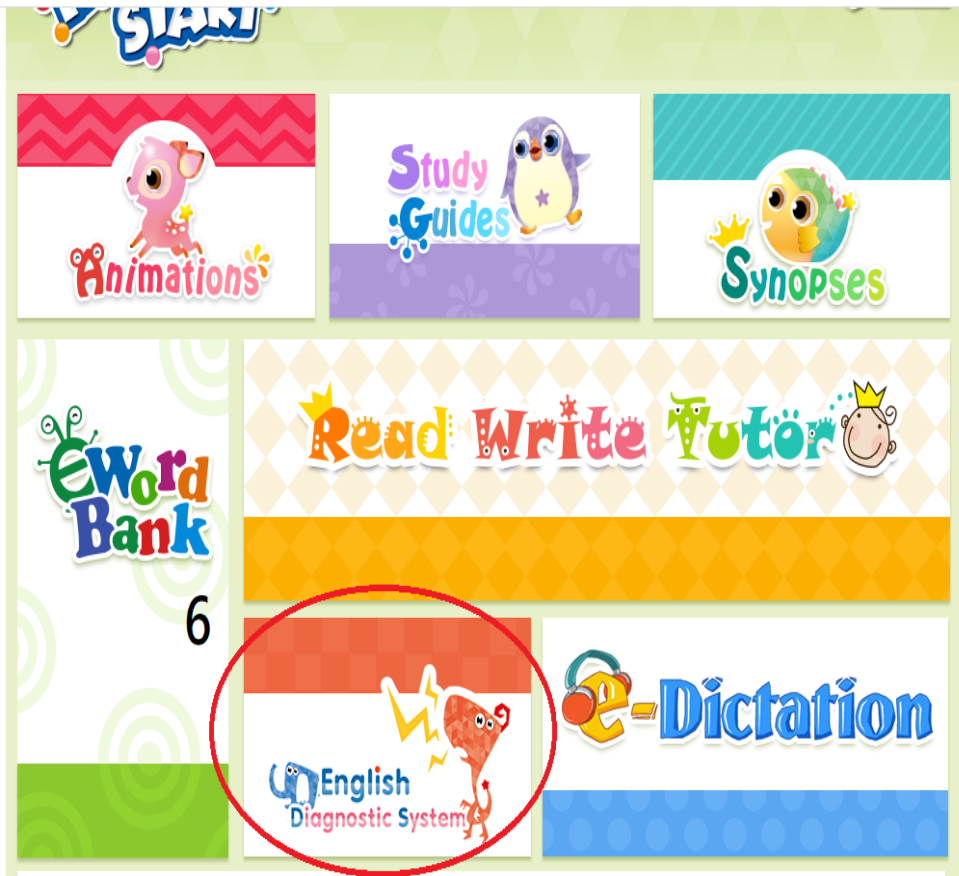 START
Animations
Study
Guides
Synopses
eWord
Bank
Read Write Tutor
6
English
Diagnostic System
e-Dictation